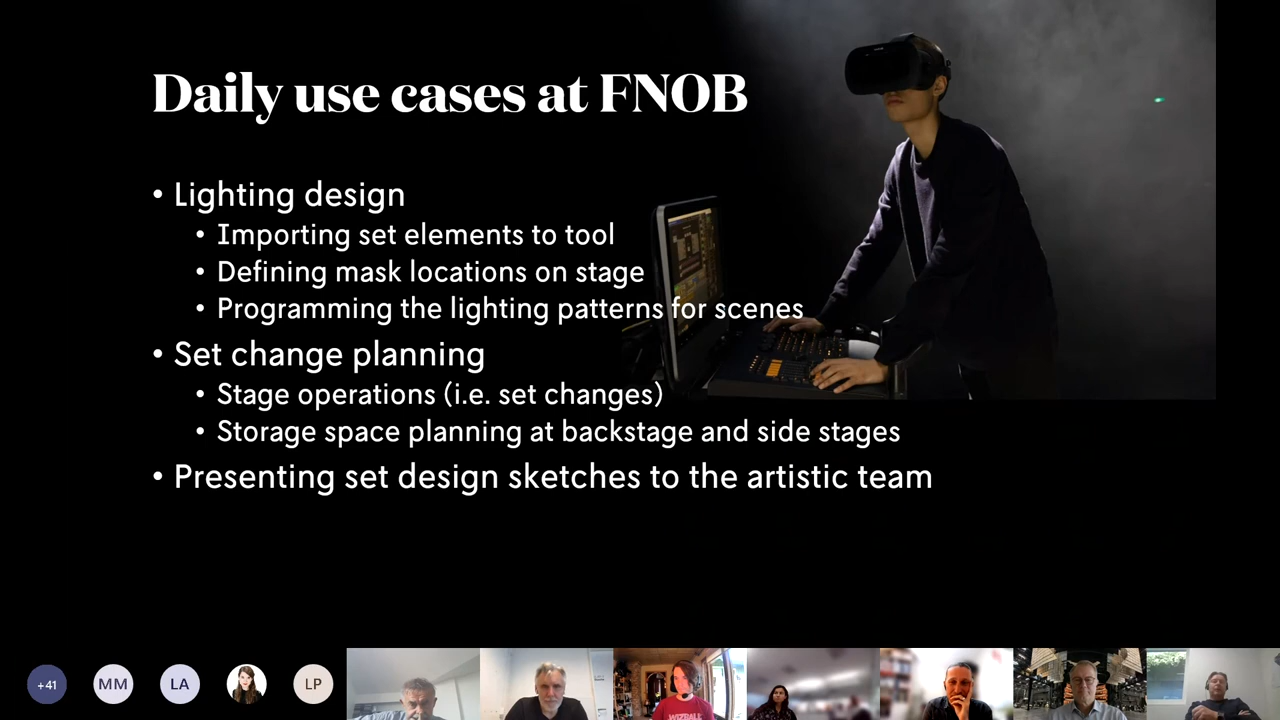 Daily use cases at FNOB
• Lighting design
• Importing set elements to tool
• Defining mask locations on stage
• Programming the lighting patterns for scenes
• Set change planning
• Stage operations (i.e. set changes)
• Storage space planning at backstage and side stages
• Presenting set design sketches to the artistic team
+41
MM
LA
LP
WIZBALL